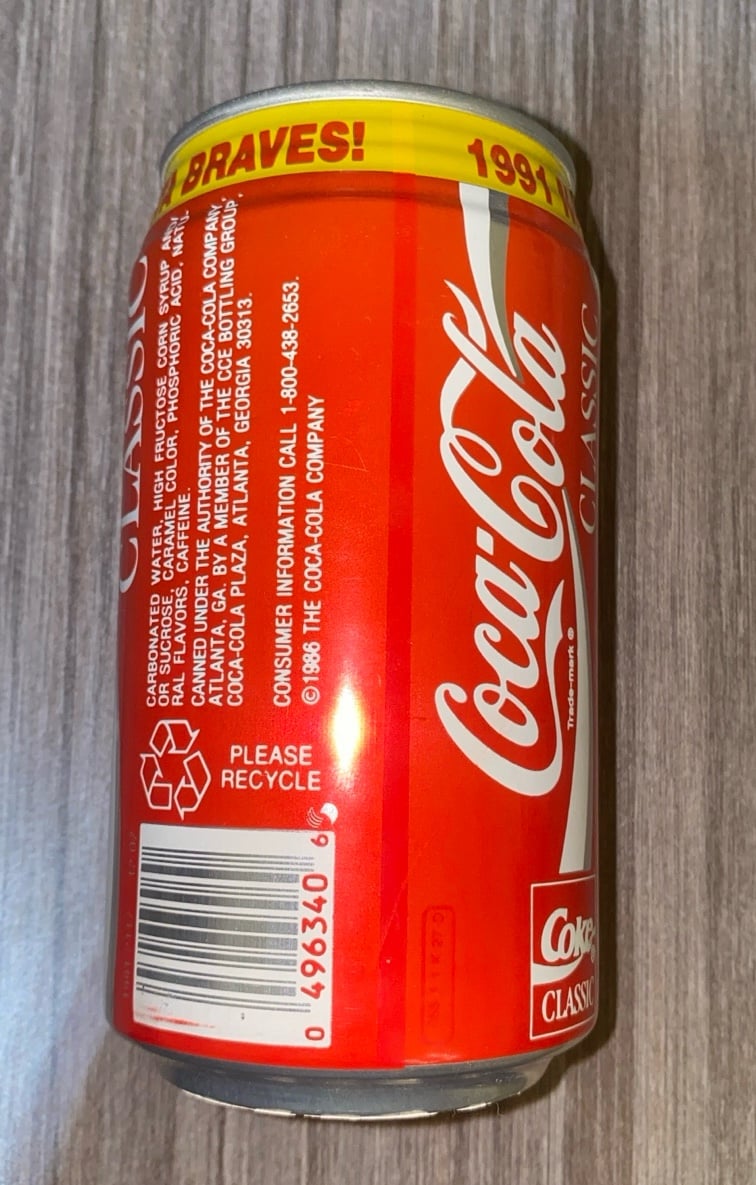 BRAVES!
1991
CLASSIC
CARBONATED WATER, HIGH FRUCTOSE CORN SYRUP AND/
OR SUCROSE, CARAMEL COLOR, PHOSPHORIC ACID, NATU-
RAL FLAVORS, CAFFEINE.
CANNED UNDER THE AUTHORITY OF THE COCA-COLA COMPANY,
ATLANTA, GA. BY A MEMBER OF THE CCE BOTTLING GROUP,
COCA-COLA PLAZA, ATLANTA, GEORGIA 30313.
CONSUMER INFORMATION CALL 1-800-438-2653.
© 1986 THE COCA-COLA COMPANY
PLEASE
RECYCLE
0 496340 6
Coca-Cola
Trade-mark ®
CLASSIC
Coke
CLASSIC